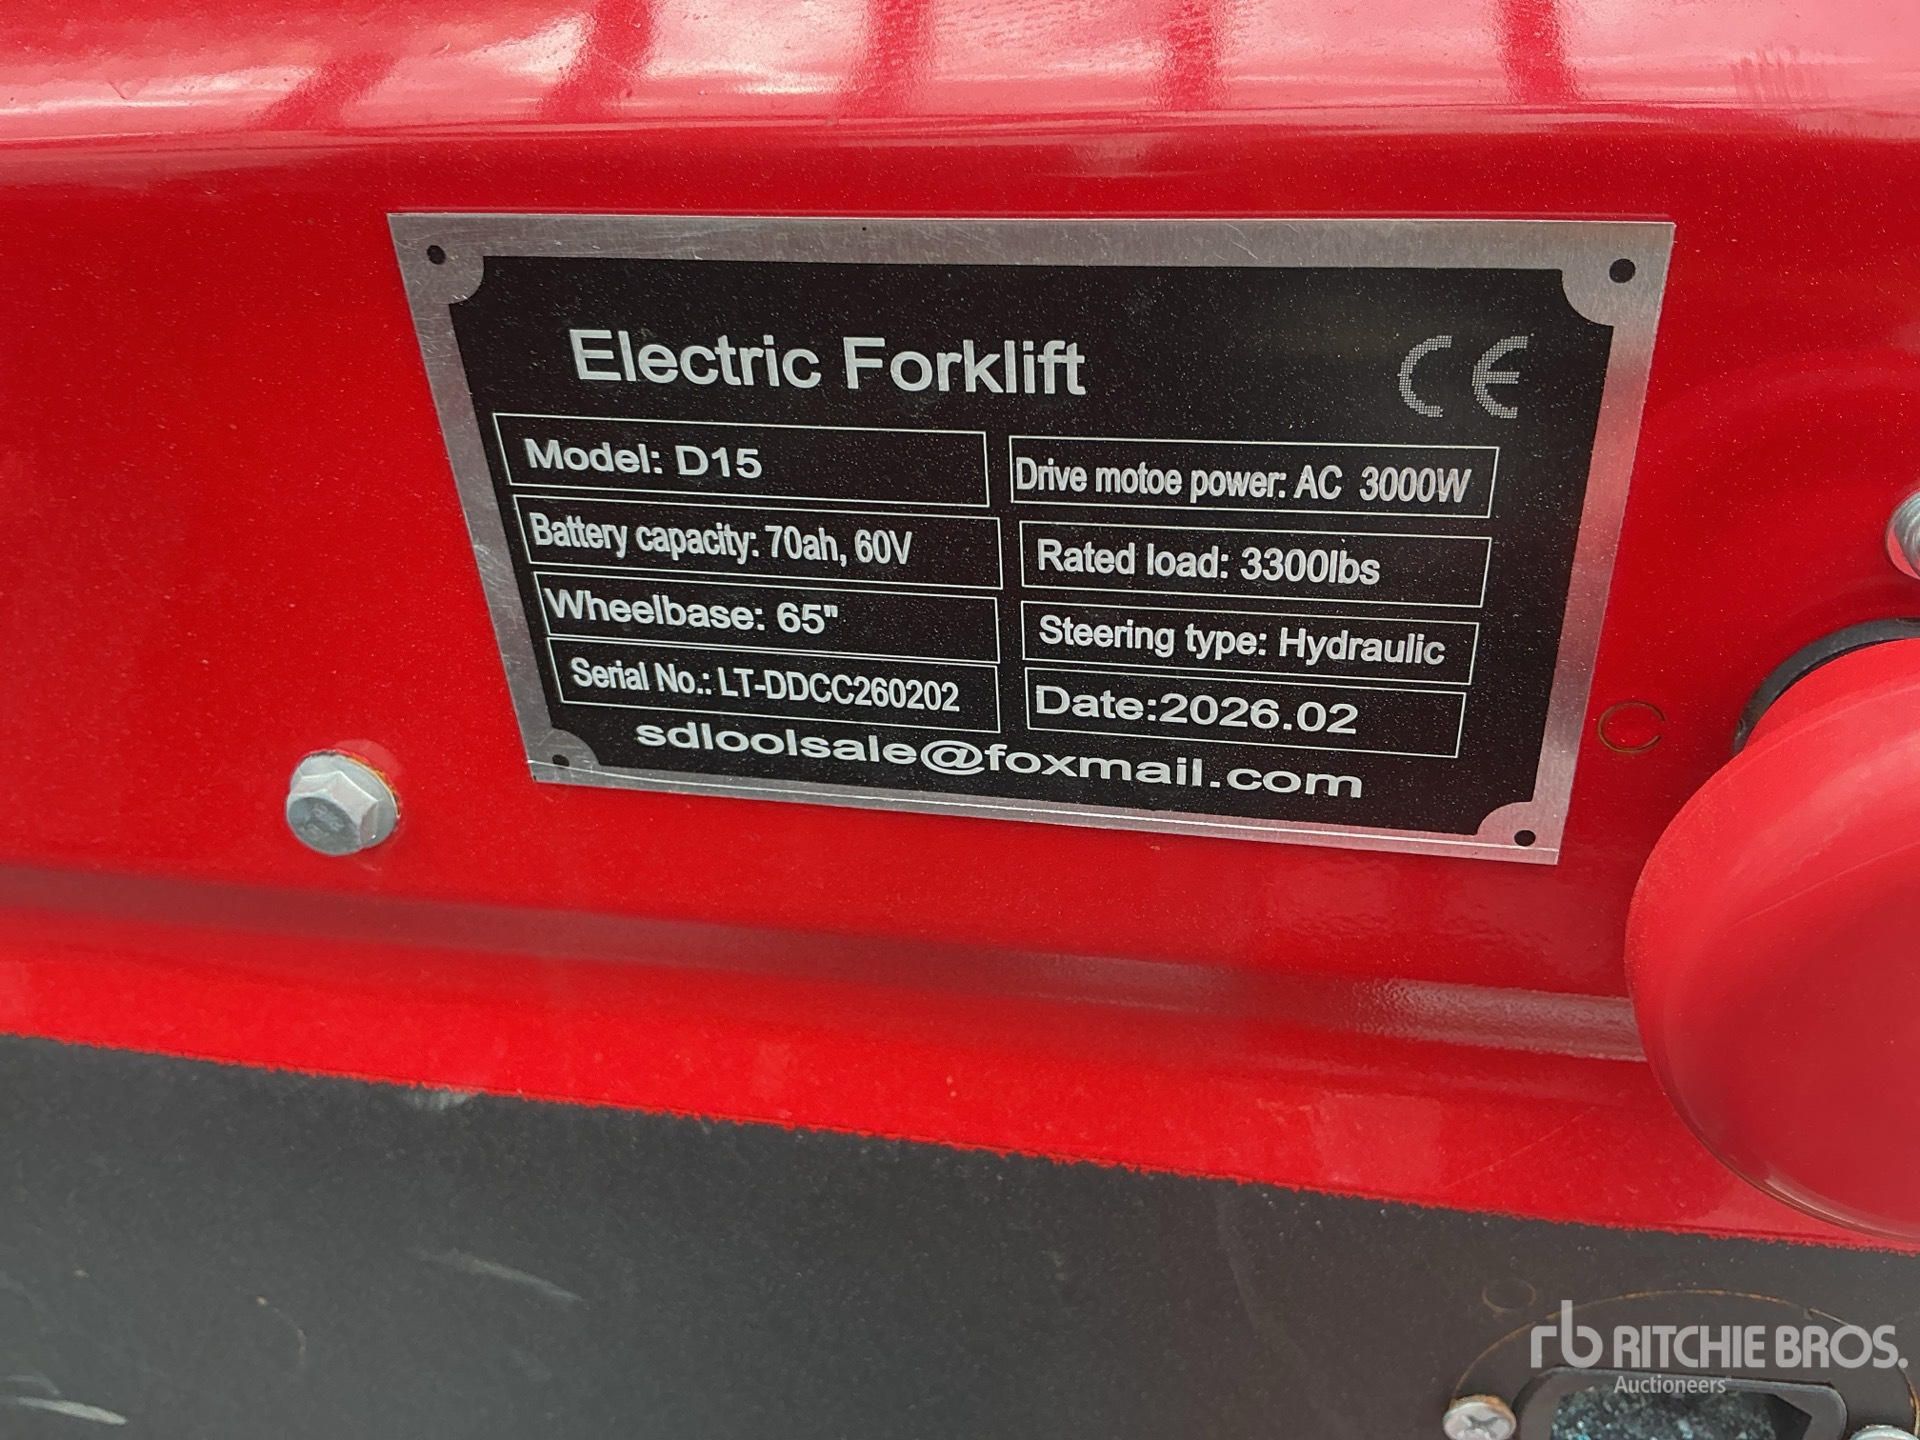 Electric Forklift
CE
Model: D15
Drive motoe power: AC 3000W
Battery capacity: 70ah, 60V
Rated load: 3300lbs
Wheelbase: 65"
Steering type: Hydraulic
Serial No.: LT-DDCC260202
Date:2026.02
sdloolsale@foxmail.com
rb RITCHIE BROS.
Auctioneers